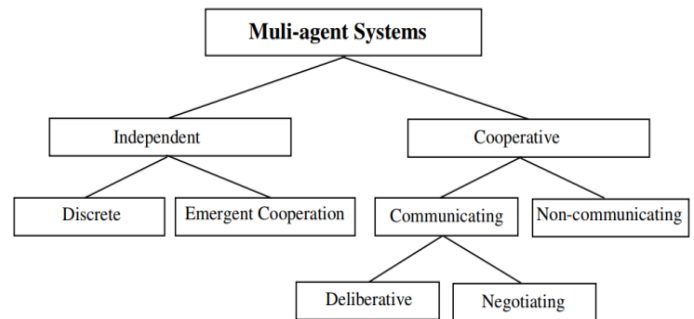 Muli-agent Systems
Independent
Cooperative
Discrete
Emergent Cooperation
Communicating
Non-communicating
Deliberative
Negotiating